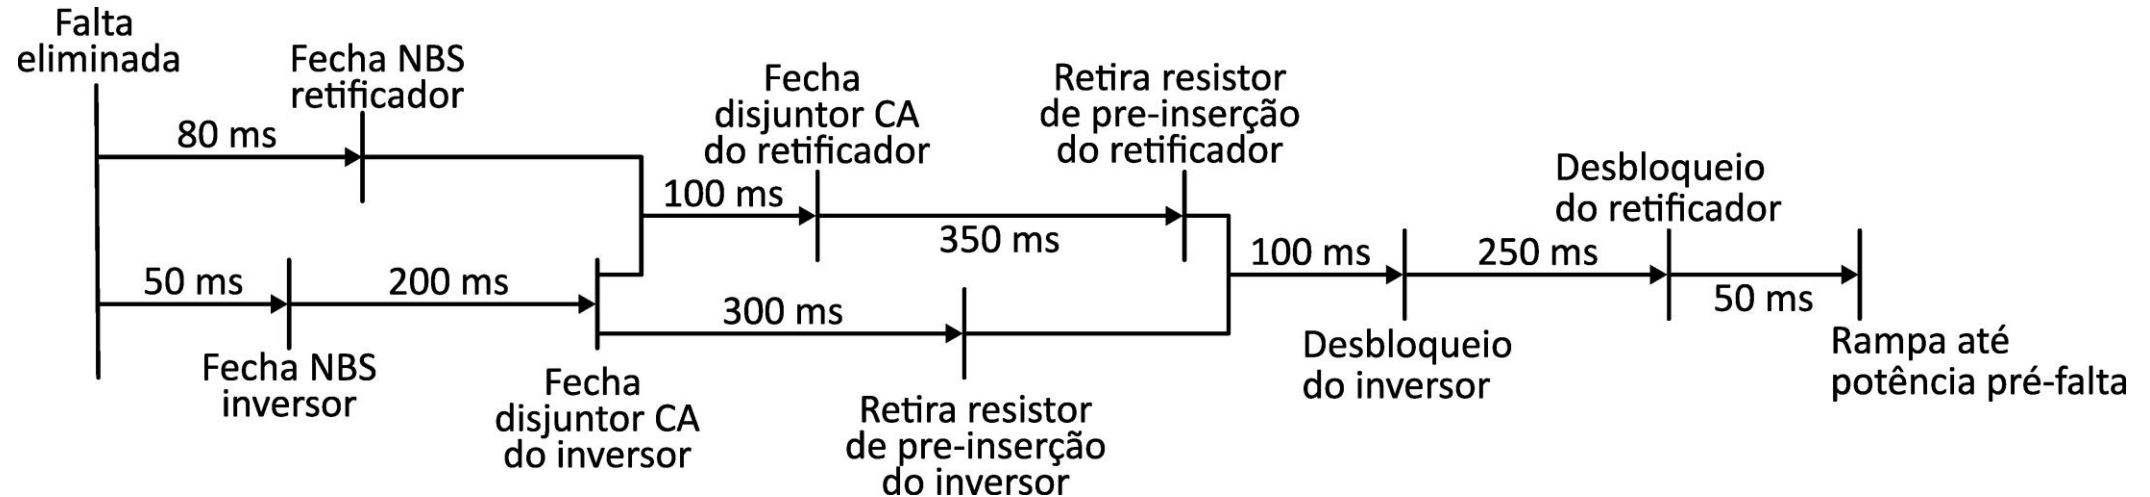 Falta
eliminada
Fecha NBS
retificador
80 ms
Fecha
disjuntor CA
do retificador
Retira resistor
de pre-inserção
do retificador
100 ms
350 ms
Desbloqueio
do retificador
50 ms
200 ms
300 ms
100 ms
250 ms
50 ms
Fecha NBS
inversor
Fecha
disjuntor CA
do inversor
Retira resistor
de pre-inserção
do inversor
Desbloqueio
do inversor
Rampa até
potência pré-falta